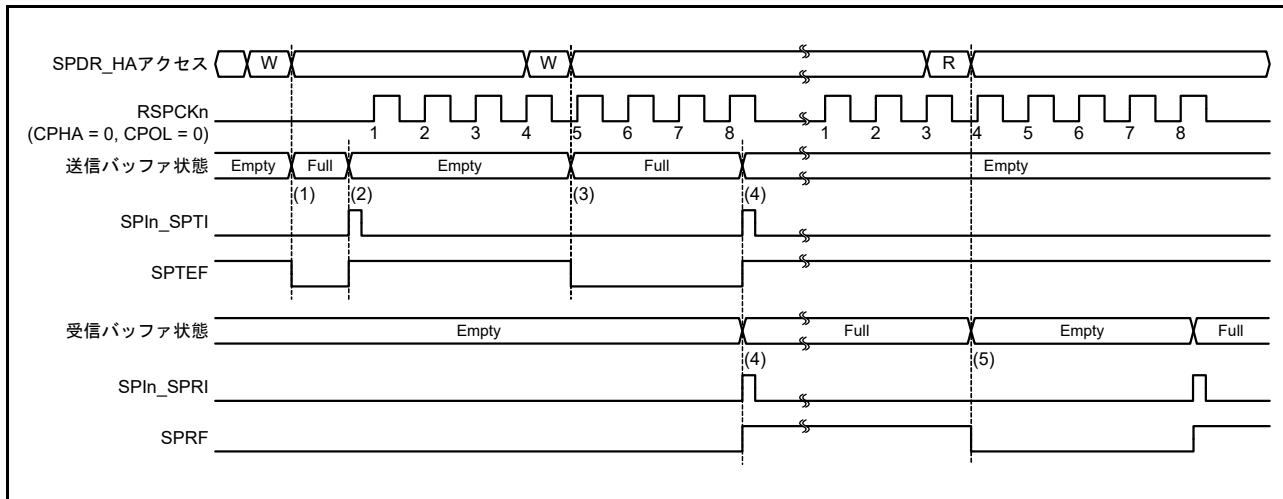 SPDR_HAアクセス W W R
RSPCKn
(CPHA = 0, CPOL = 0)
1 2 3 4 5 6 7 8 1 2 3 4 5 6 7 8
送信バッファ状態 Empty Full Empty Full Empty
(1) (2) (3) (4)
SPIn_SPTI
SPTEF
受信バッファ状態 Empty Full Empty Full
(4) (5)
SPIn_SPRI
SPRF